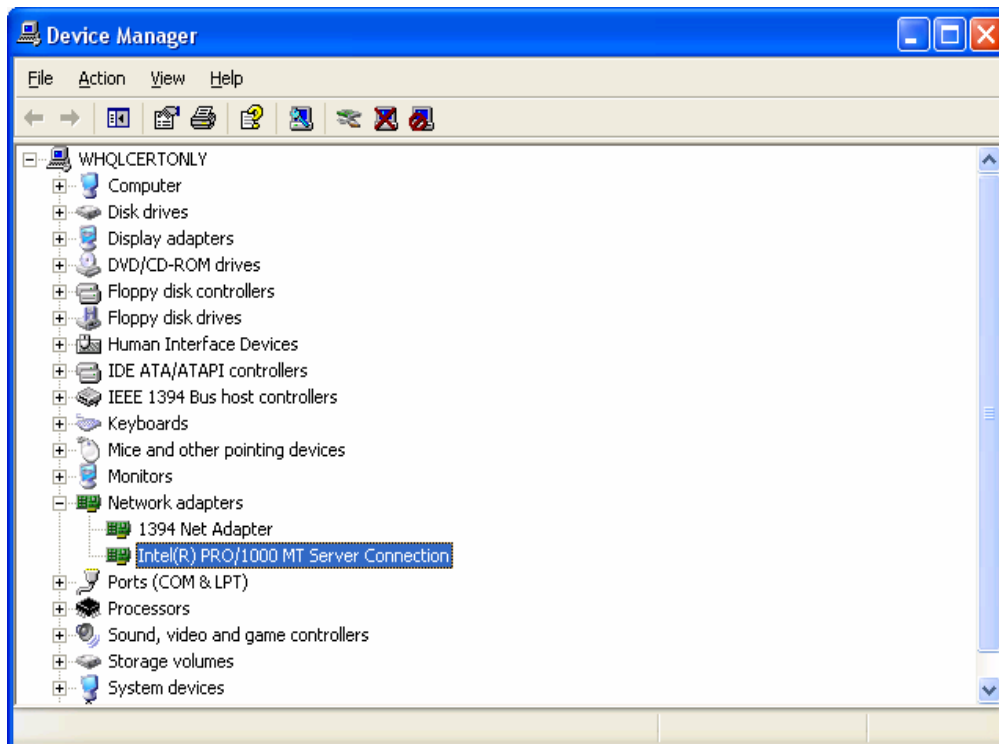 Device Manager
File Action View Help
WHQLCERTONLY
Computer
Disk drives
Display adapters
DVD/CD-ROM drives
Floppy disk controllers
Floppy disk drives
Human Interface Devices
IDE ATA/ATAPI controllers
IEEE 1394 Bus host controllers
Keyboards
Mice and other pointing devices
Monitors
Network adapters
1394 Net Adapter
Intel(R) PRO/1000 MT Server Connection
Ports (COM & LPT)
Processors
Sound, video and game controllers
Storage volumes
System devices